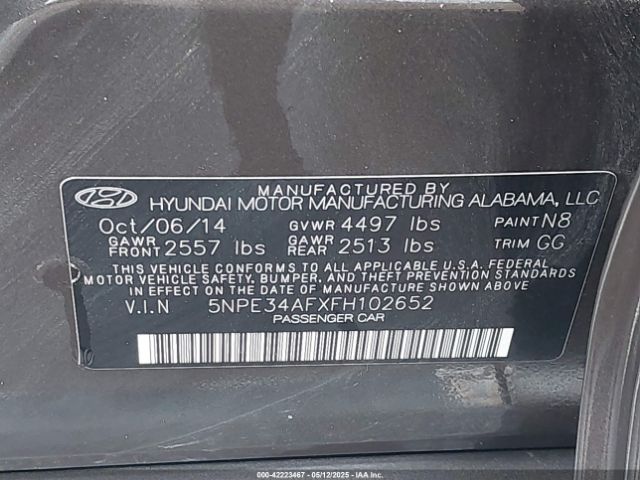 MANUFACTURED BY
HYUNDAI MOTOR MANUFACTURING ALABAMA, LLC
Oct/06/14 GVWR 4497 lbs PAINT N8
GAWR FRONT 2557 lbs GAWR REAR 2513 lbs TRIM GG
THIS VEHICLE CONFORMS TO ALL APPLICABLE U.S.A. FEDERAL
MOTOR VEHICLE SAFETY, BUMPER, AND THEFT PREVENTION STANDARDS
IN EFFECT ON THE DATE OF MANUFACTURE SHOWN ABOVE.
V.I.N 5NPE34AFXFH102652
PASSENGER CAR
000-42223467 05/12/2025 IAA Inc.